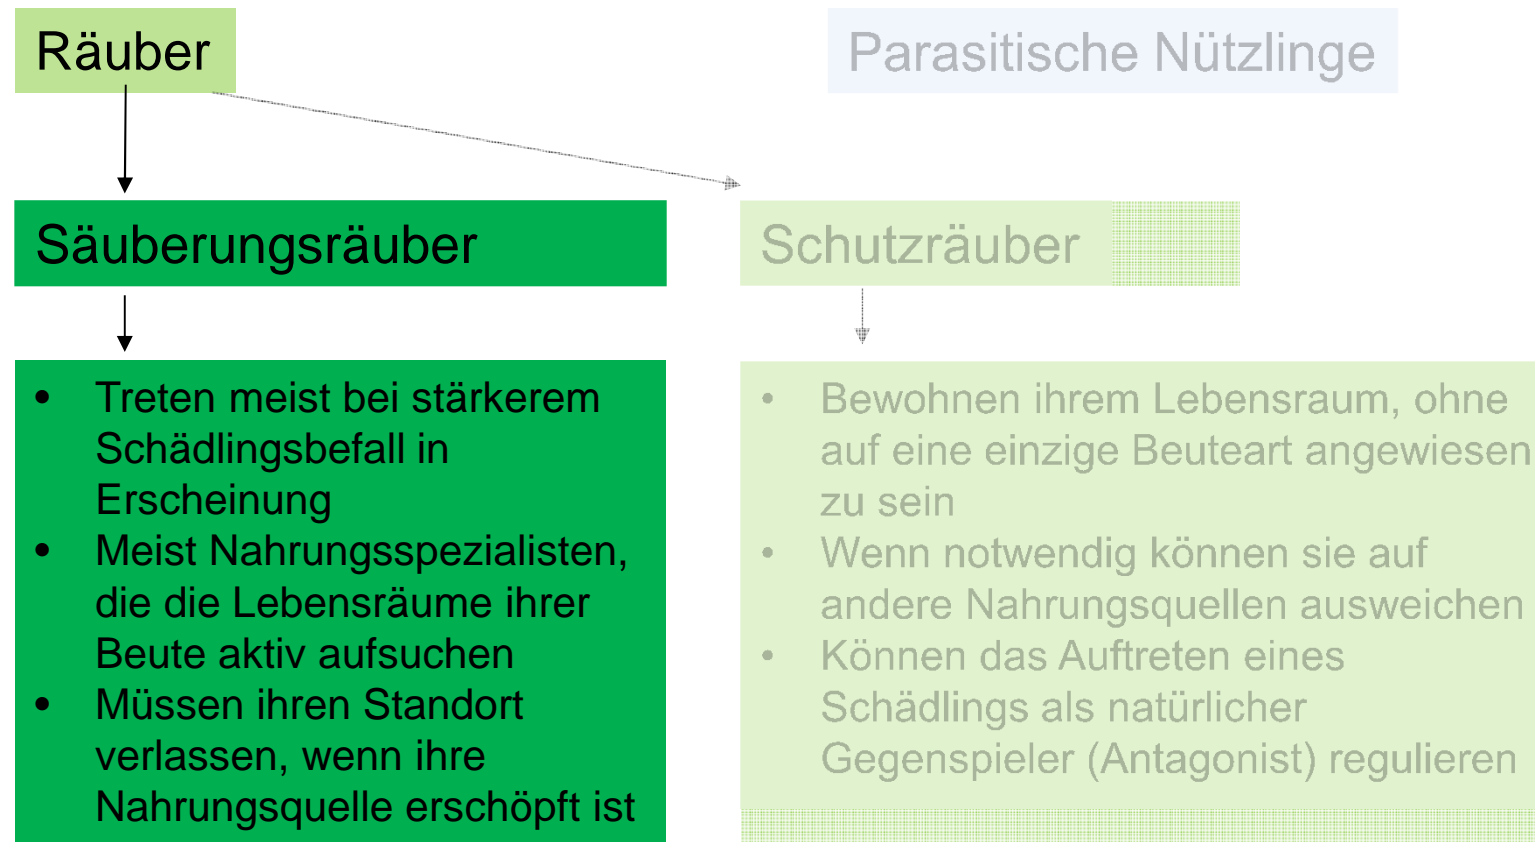 Räuber
Parasitische Nützlinge
Säuberungsräuber
• Treten meist bei stärkerem
Schädlingsbefall in
Erscheinung
• Meist Nahrungsspezialisten,
die die Lebensräume ihrer
Beute aktiv aufsuchen
• Müssen ihren Standort
verlassen, wenn ihre
Nahrungsquelle erschöpft ist
Schutzräuber
• Bewohnen ihrem Lebensraum, ohne
auf eine einzige Beuteart angewiesen
zu sein
• Wenn notwendig können sie auf
andere Nahrungsquellen ausweichen
• Können das Auftreten eines
Schädlings als natürlicher
Gegenspieler (Antagonist) regulieren